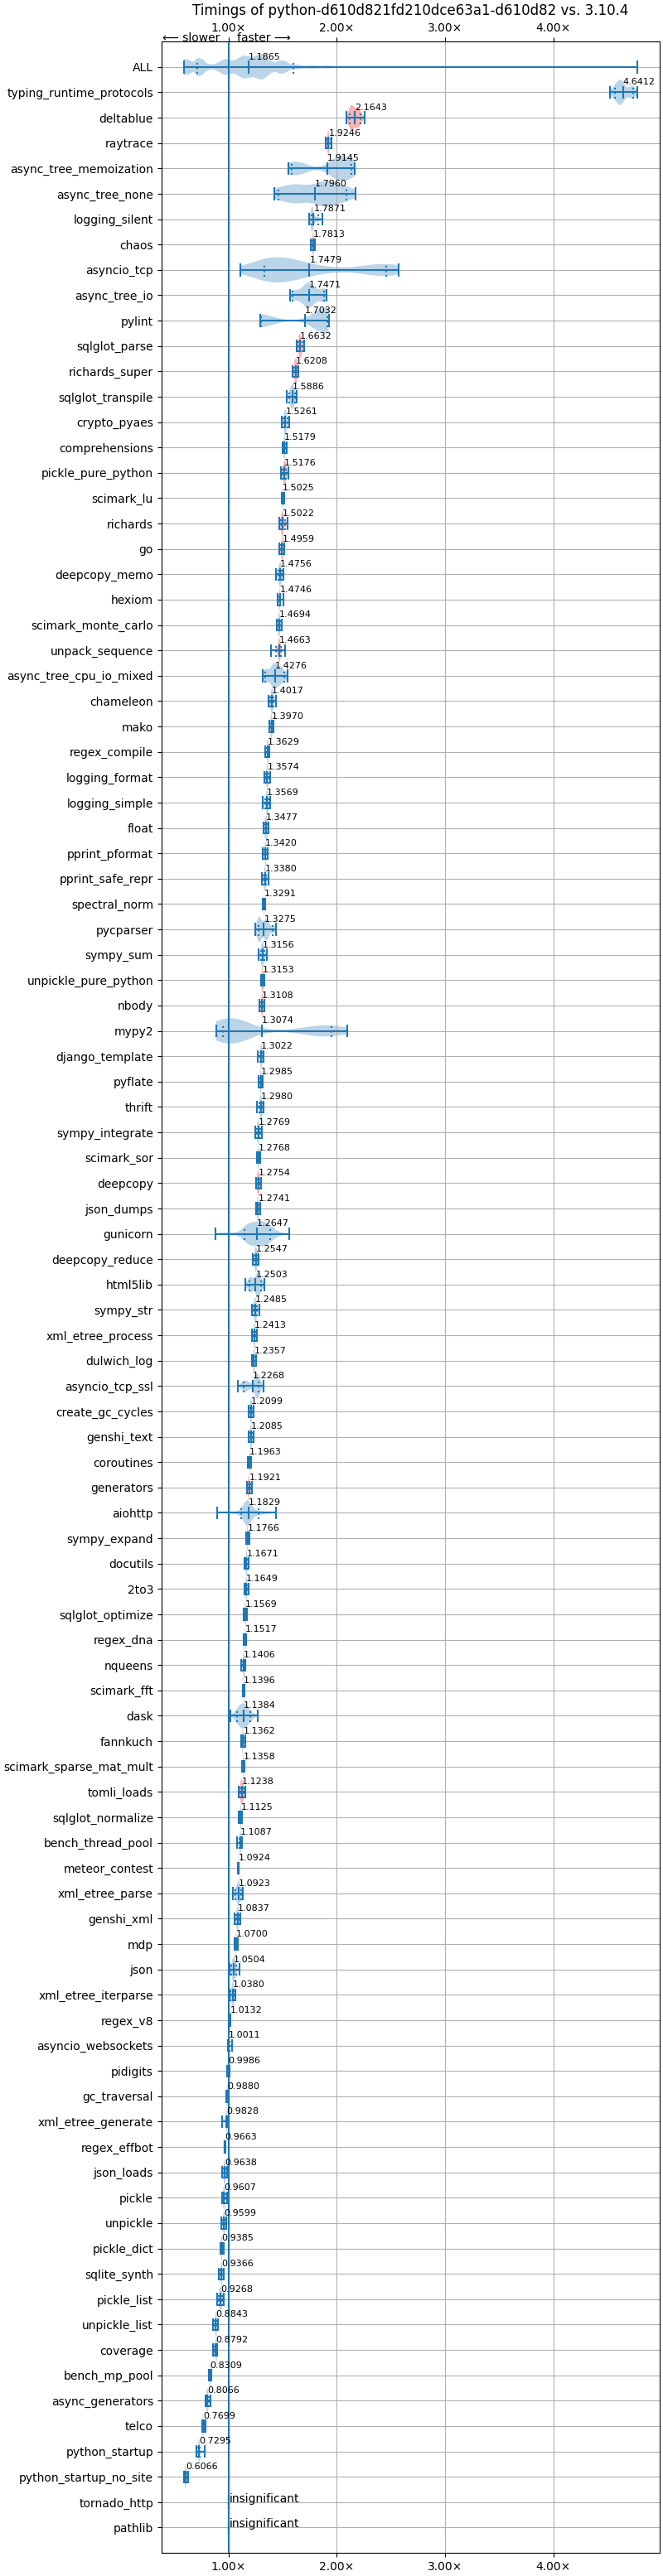 Timings of python-d610d821fd210dce63a1-d610d82 vs. 3.10.4
1.00× 2.00× 3.00× 4.00×
⟵ slower faster ⟶
ALL 1.1865
typing_runtime_protocols 4.6412
deltablue 2.1643
raytrace 1.9246
async_tree_memoization 1.9145
async_tree_none 1.7960
logging_silent 1.7871
chaos 1.7813
asyncio_tcp 1.7479
async_tree_io 1.7471
pylint 1.7032
sqlglot_parse 1.6632
richards_super 1.6208
sqlglot_transpile 1.5886
crypto_pyaes 1.5261
comprehensions 1.5179
pickle_pure_python 1.5176
scimark_lu 1.5025
richards 1.5022
go 1.4959
deepcopy_memo 1.4756
hexiom 1.4746
scimark_monte_carlo 1.4694
unpack_sequence 1.4663
async_tree_cpu_io_mixed 1.4276
chameleon 1.4017
mako 1.3970
regex_compile 1.3629
logging_format 1.3574
logging_simple 1.3569
float 1.3477
pprint_pformat 1.3420
pprint_safe_repr 1.3380
spectral_norm 1.3291
pycparser 1.3275
sympy_sum 1.3156
unpickle_pure_python 1.3153
nbody 1.3108
mypy2 1.3074
django_template 1.3022
pyflate 1.2985
thrift 1.2980
sympy_integrate 1.2769
scimark_sor 1.2768
deepcopy 1.2754
json_dumps 1.2741
gunicorn 1.2647
deepcopy_reduce 1.2547
html5lib 1.2503
sympy_str 1.2485
xml_etree_process 1.2413
dulwich_log 1.2357
asyncio_tcp_ssl 1.2268
create_gc_cycles 1.2099
genshi_text 1.2085
coroutines 1.1963
generators 1.1921
aiohttp 1.1829
sympy_expand 1.1766
docutils 1.1671
2to3 1.1649
sqlglot_optimize 1.1569
regex_dna 1.1517
nqueens 1.1406
scimark_fft 1.1396
dask 1.1384
fannkuch 1.1362
scimark_sparse_mat_mult 1.1358
tomli_loads 1.1238
sqlglot_normalize 1.1125
bench_thread_pool 1.1087
meteor_contest 1.0924
xml_etree_parse 1.0923
genshi_xml 1.0837
mdp 1.0700
json 1.0504
xml_etree_iterparse 1.0380
regex_v8 1.0132
asyncio_websockets 1.0011
pidigits 0.9986
gc_traversal 0.9880
xml_etree_generate 0.9828
regex_effbot 0.9663
json_loads 0.9638
pickle 0.9607
unpickle 0.9599
pickle_dict 0.9385
sqlite_synth 0.9366
pickle_list 0.9268
unpickle_list 0.8843
coverage 0.8792
bench_mp_pool 0.8309
async_generators 0.8066
telco 0.7699
python_startup 0.7295
python_startup_no_site 0.6066
tornado_http insignificant
pathlib insignificant
1.00× 2.00× 3.00× 4.00×